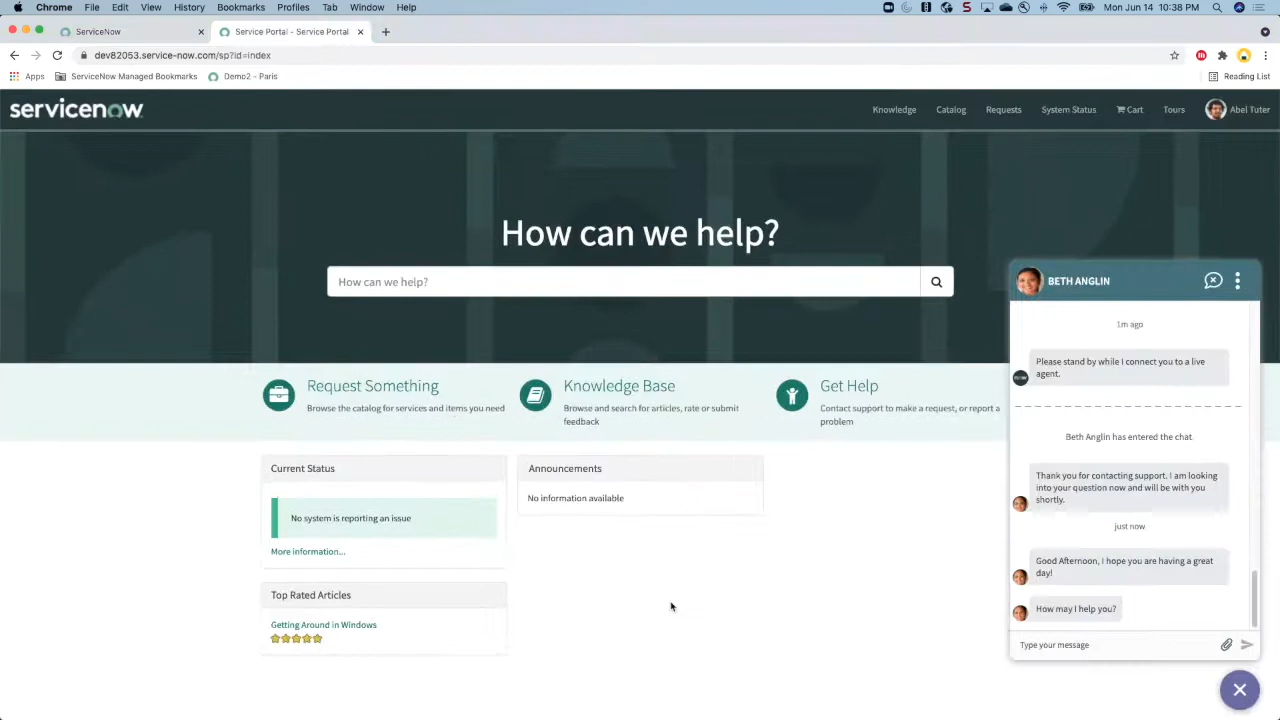 Chrome File Edit View History Bookmarks Profiles Tab Window Help
Mon Jun 14 10:38 PM
ServiceNow
Service Portal - Service Portal
dev82053.service-now.com/sp?id=index
Apps
ServiceNow Managed Bookmarks
Demo2 - Paris
Reading List
servicenow
Knowledge
Catalog
Requests
System Status
Cart
Tours
Abel Tuter
How can we help?
How can we help?
Request Something
Browse the catalog for services and items you need
Knowledge Base
Browse and search for articles, rate or submit
feedback
Get Help
Contact support to make a request, or report a
problem
Current Status
No system is reporting an issue
More information...
Announcements
No information available
Top Rated Articles
Getting Around in Windows
BETH ANGLIN
1m ago
Please stand by while I connect you to a live
agent.
Beth Anglin has entered the chat.
Thank you for contacting support. I am looking
into your question now and will be with you
shortly.
just now
Good Afternoon, I hope you are having a great
day!
How may I help you?
Type your message